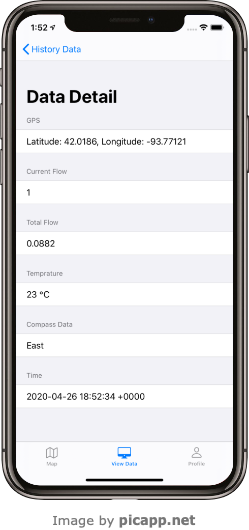 1:52
History Data
Data Detail
GPS
Latitude: 42.0186, Longitude: -93.77121
Current Flow
1
Total Flow
0.0882
Temprature
23 °C
Compass Data
East
Time
2020-04-26 18:52:34 +0000
Map
View Data
Profile
Image by picapp.net